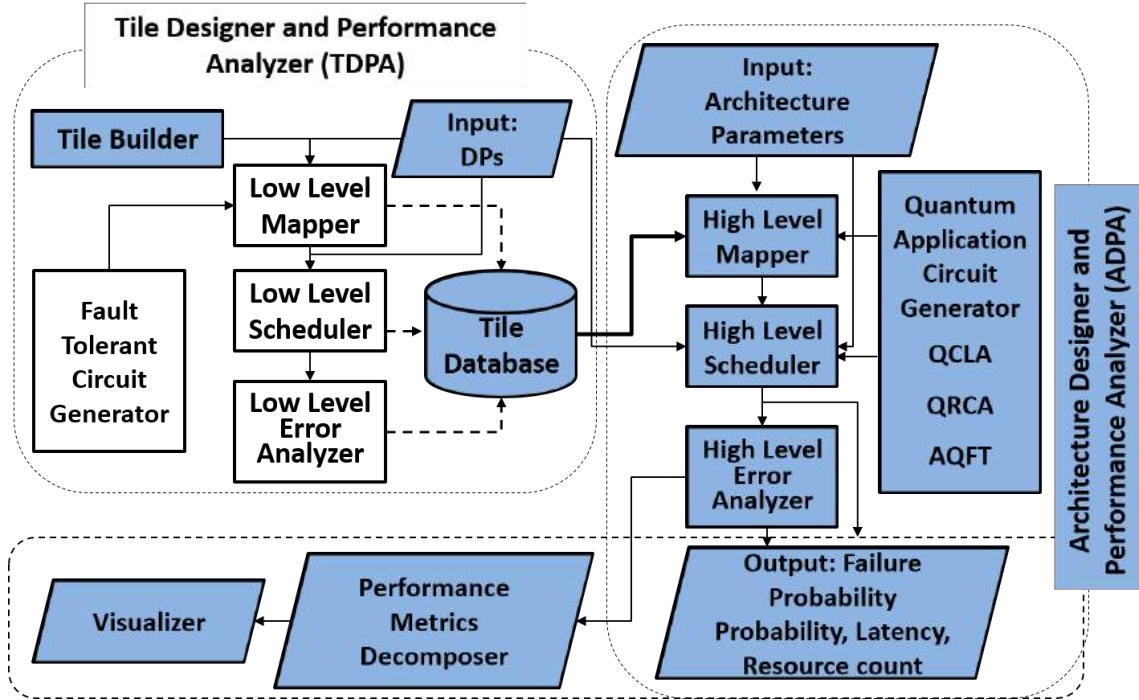 Tile Designer and Performance
Analyzer (TDPA)
Tile Builder
Input:
DPs
Low Level
Mapper
Fault
Tolerant
Circuit
Generator
Low Level
Scheduler
Low Level
Error
Analyzer
Tile
Database
Input:
Architecture
Parameters
High Level
Mapper
High Level
Scheduler
High Level
Error
Analyzer
Quantum
Application
Circuit
Generator
QCLA
QRCA
AQFT
Architecture Designer and
Performance Analyzer (ADPA)
Visualizer
Performance
Metrics
Decomposer
Output: Failure
Probability
Probability, Latency,
Resource count